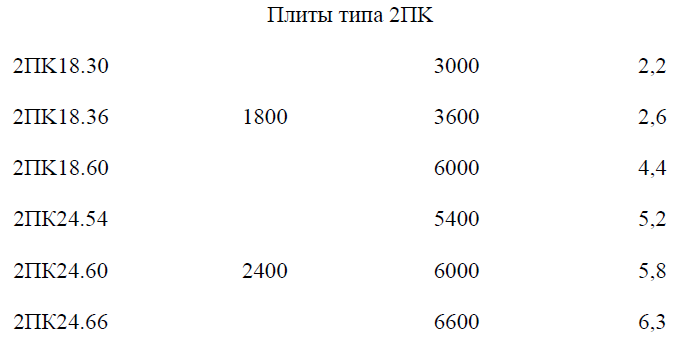 Плиты типа 2ПК
2ПК18.30 3000 2,2
2ПК18.36 1800 3600 2,6
2ПК18.60 6000 4,4
2ПК24.54 5400 5,2
2ПК24.60 2400 6000 5,8
2ПК24.66 6600 6,3